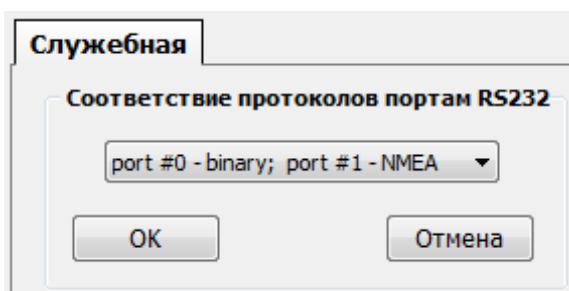 Служебная
Соответствие протоколов портам RS232
port #0 - binary; port #1 - NMEA
OK Отмена